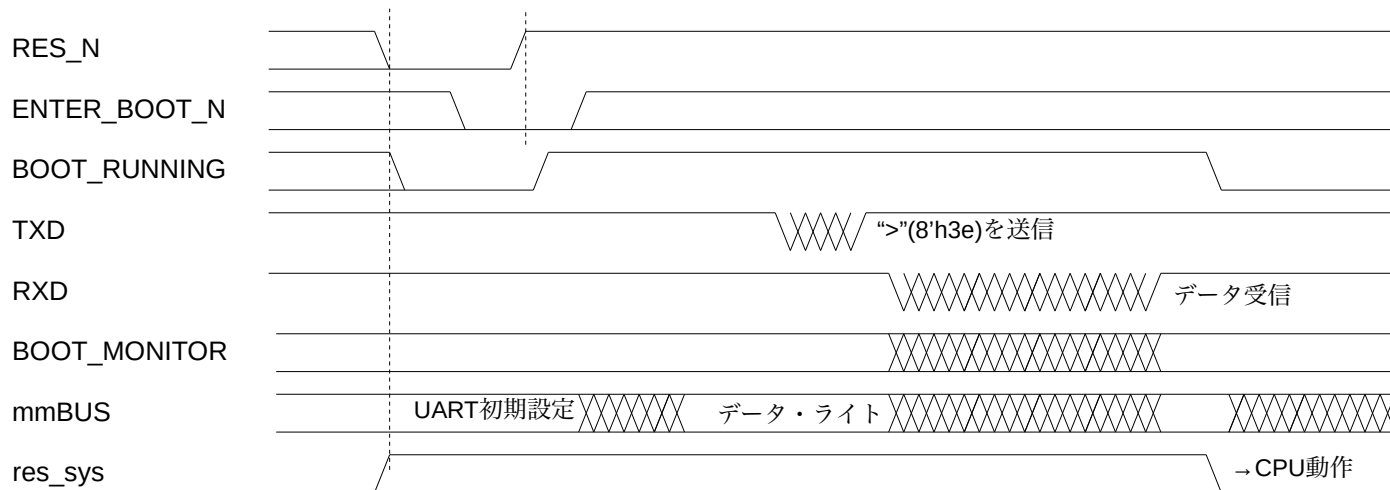 RES_N
ENTER_BOOT_N
BOOT_RUNNING
TXD
“>”(8’h3e)を送信
RXD
データ受信
BOOT_MONITOR
mmBUS
UART初期設定
データ・ライト
res_sys
→CPU動作